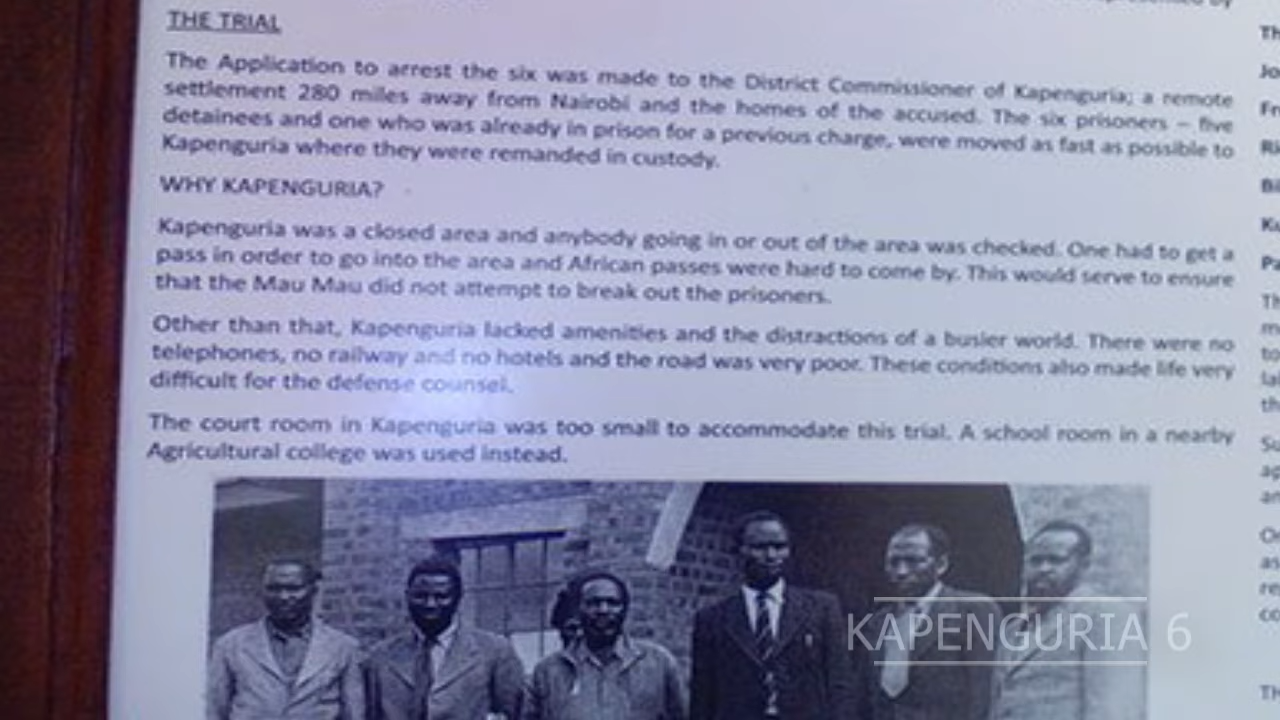 THE TRIAL
The Application to arrest the six was made to the District Commissioner of Kapenguria; a remote
settlement 280 miles away from Nairobi and the homes of the accused. The six prisoners – five
detainees and one who was already in prison for a previous charge, were moved as fast as possible to
Kapenguria where they were remanded in custody.
WHY KAPENGURIA?
Kapenguria was a closed area and anybody going in or out of the area was checked. One had to get a
pass in order to go into the area and African passes were hard to come by. This would serve to ensure
that the Mau Mau did not attempt to break out the prisoners.
Other than that, Kapenguria lacked amenities and the distractions of a busier world. There were no
telephones, no railway and no hotels and the road was very poor. These conditions also made life very
difficult for the defense counsel.
The court room in Kapenguria was too small to accommodate this trial. A school room in a nearby
Agricultural college was used instead.
KAPENGURIA 6